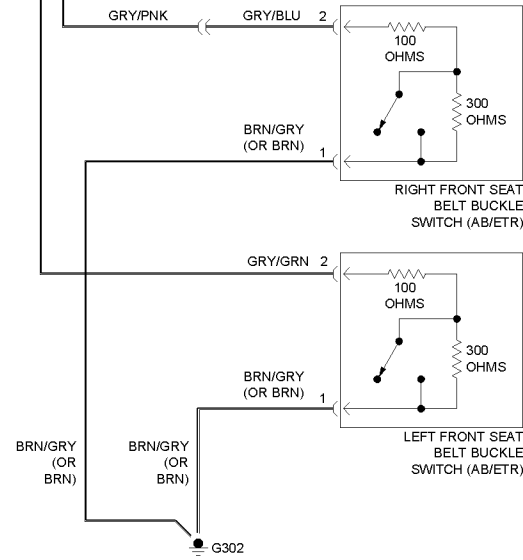 GRY/PNK
GRY/BLU 2
100
OHMS
300
OHMS
BRN/GRY
(OR BRN) 1
RIGHT FRONT SEAT
BELT BUCKLE
SWITCH (AB/ETR)
GRY/GRN 2
100
OHMS
300
OHMS
BRN/GRY
(OR BRN) 1
LEFT FRONT SEAT
BELT BUCKLE
SWITCH (AB/ETR)
BRN/GRY
(OR
BRN)
BRN/GRY
(OR
BRN)
G302